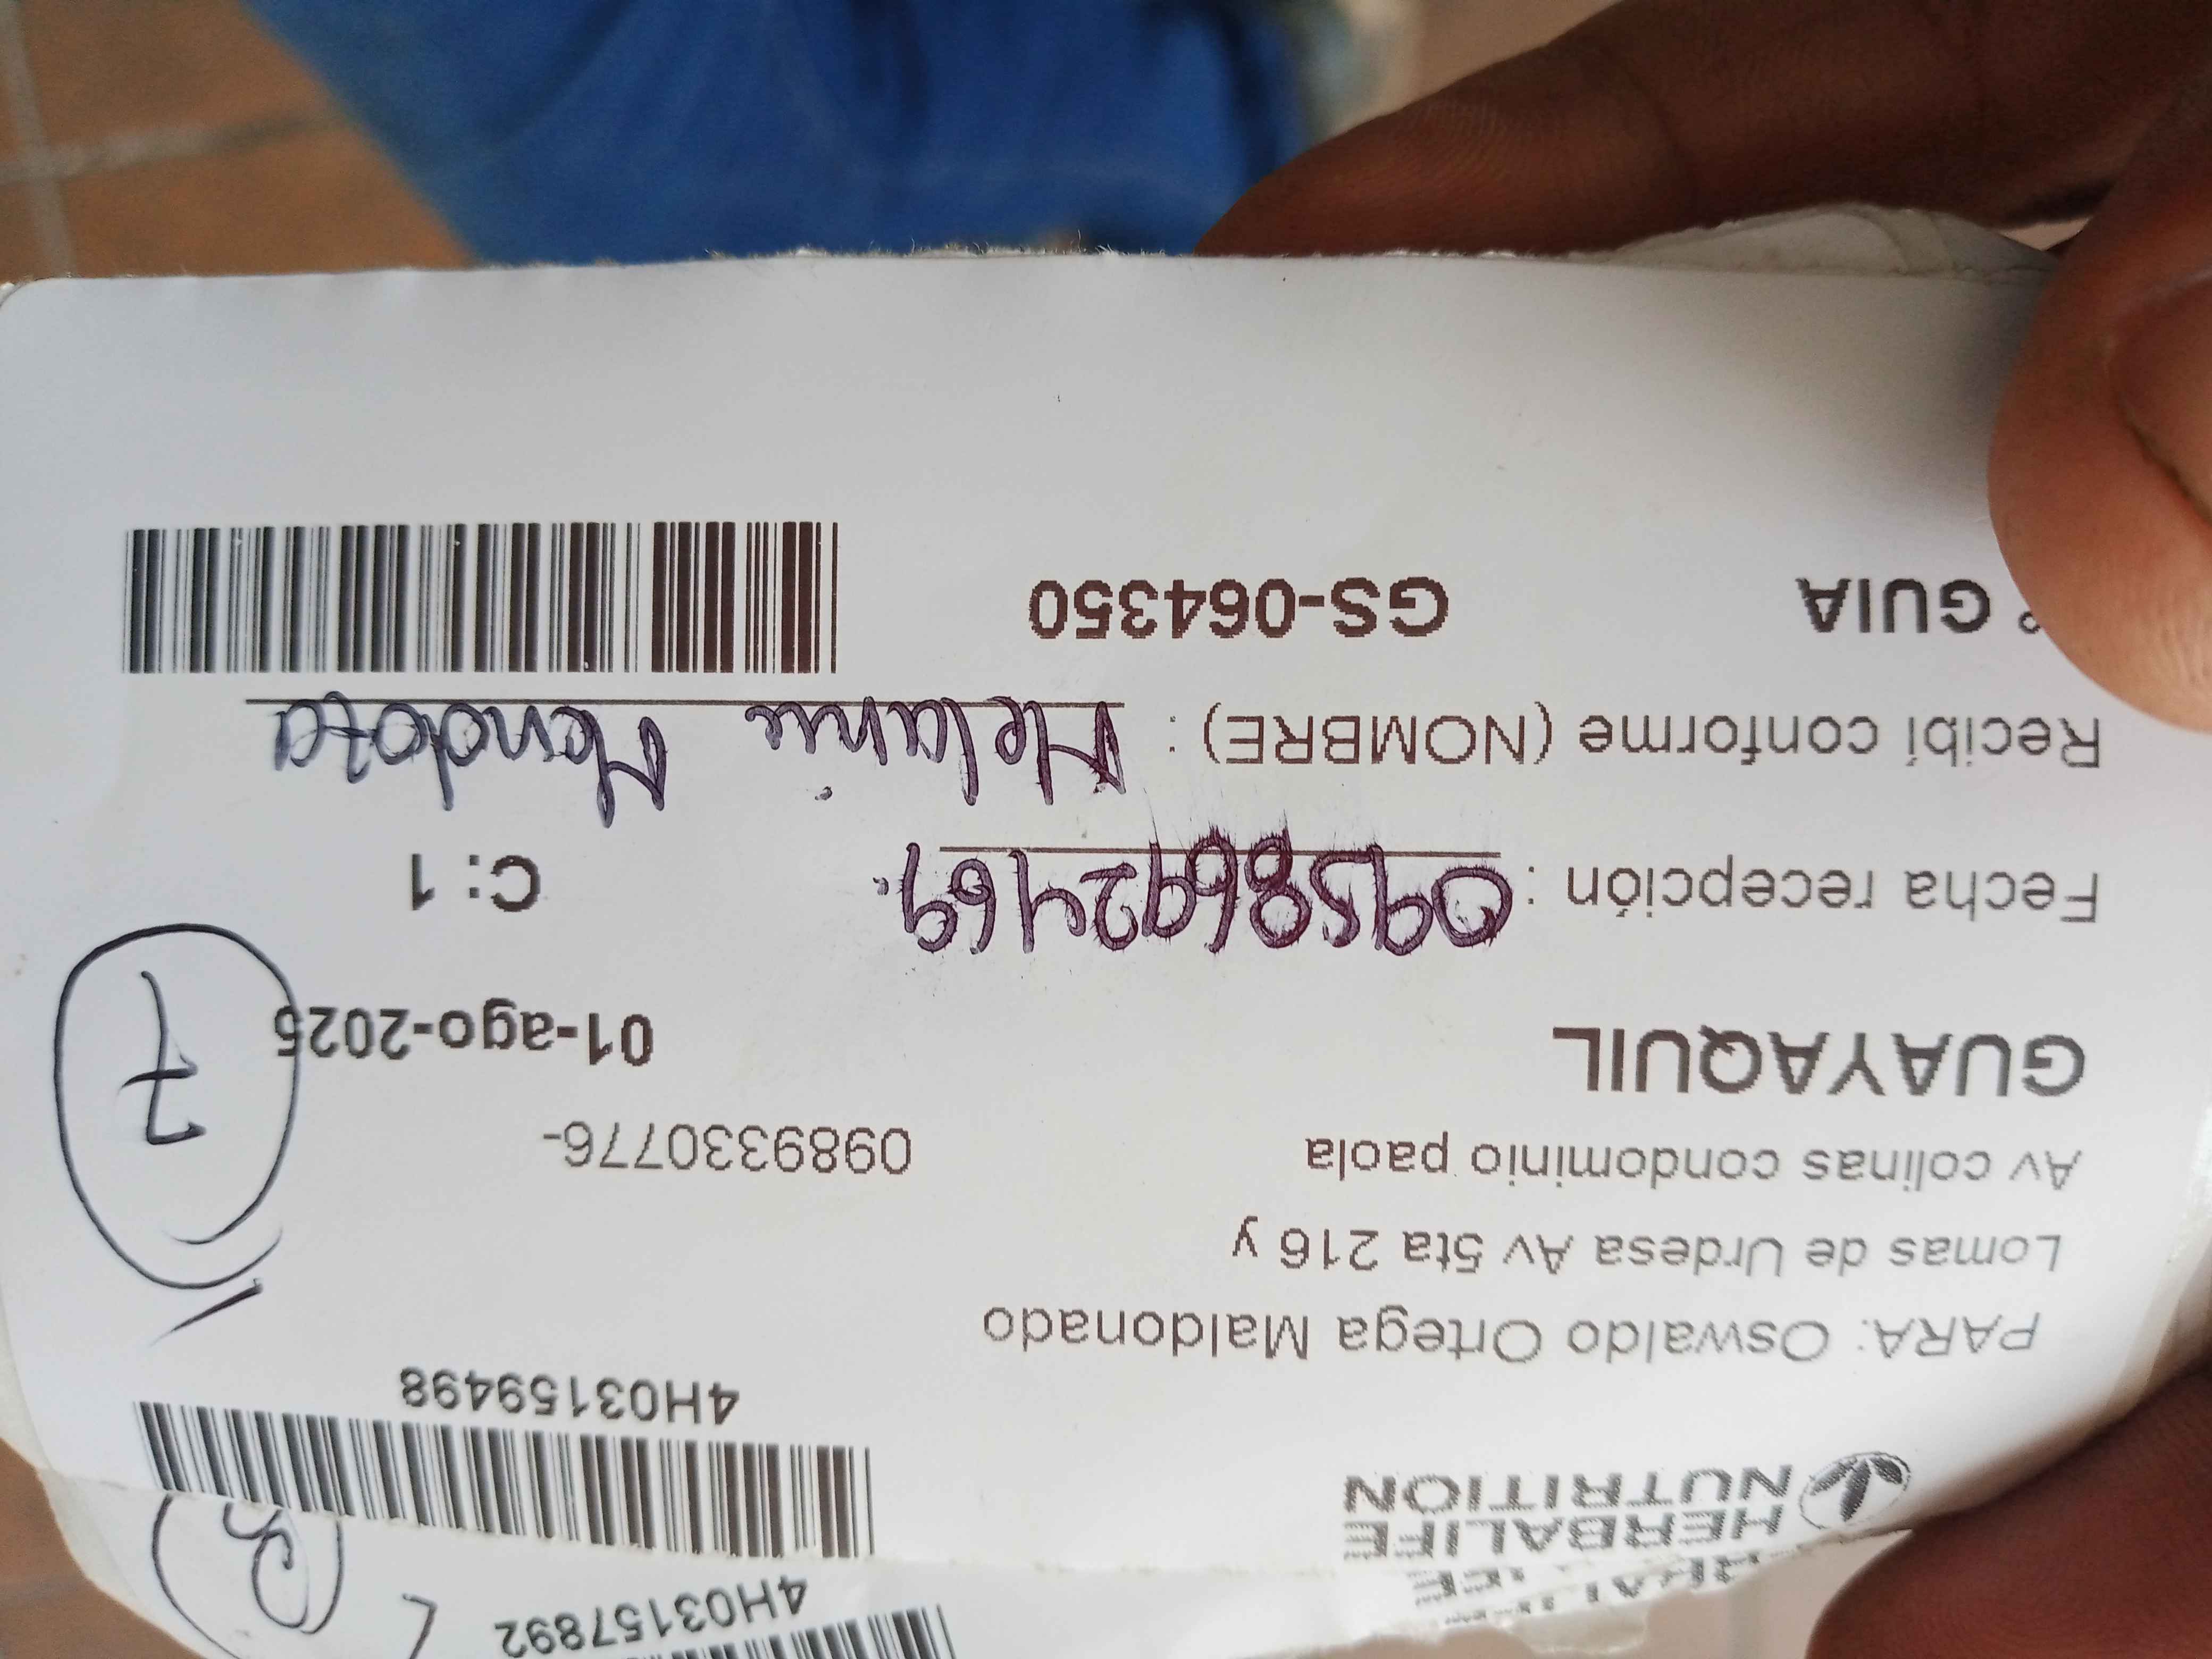 HERBALIFE
NUTRITION
4H03157892
4H03159498
PARA: Oswaldo Ortega Maldonado
Lomas de Urdesa Av 5ta 216 y
Av colinas condominio paola
0989330776-
GUAYAQUIL
01-ago-2025
7
Fecha recepción : 0958692469.
C: 1
Recibí conforme (NOMBRE) : Melanie Mendoza
° GUIA
GS-064350